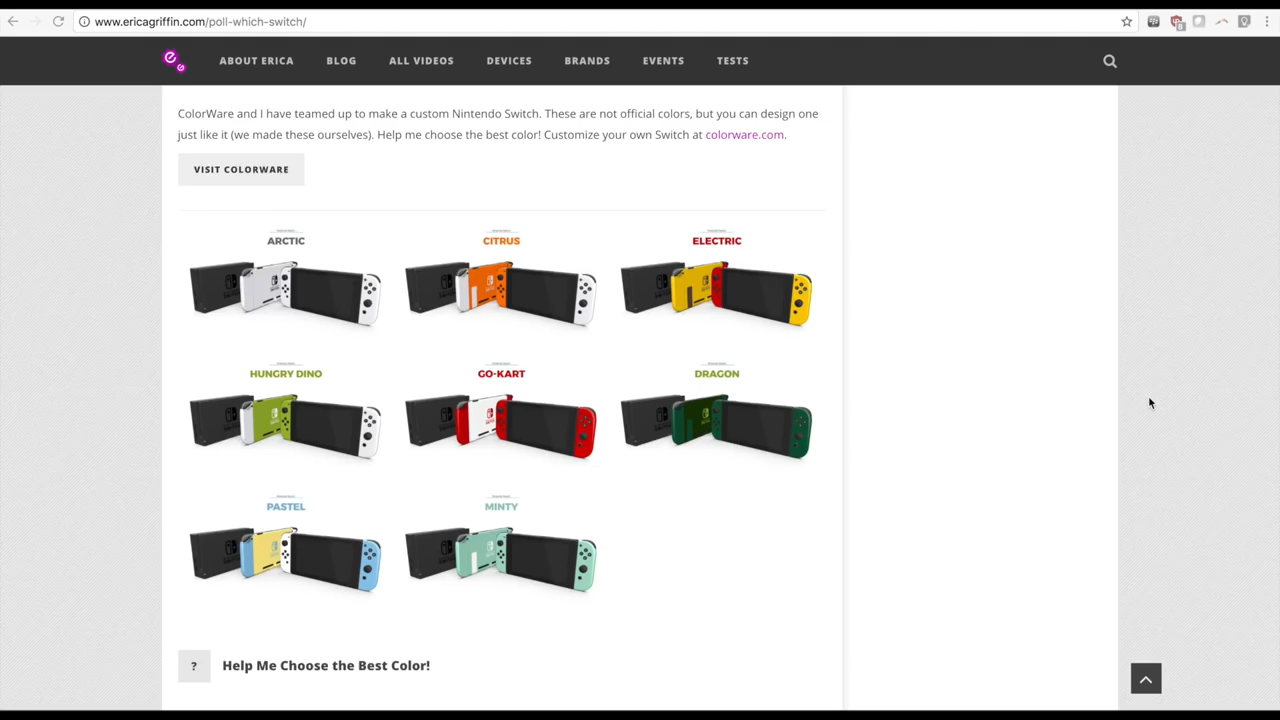 www.ericagriffin.com/poll-which-switch/
ABOUT ERICA BLOG ALL VIDEOS DEVICES BRANDS EVENTS TESTS
ColorWare and I have teamed up to make a custom Nintendo Switch. These are not official colors, but you can design one
just like it (we made these ourselves). Help me choose the best color! Customize your own Switch at colorware.com.
VISIT COLORWARE
ARCTIC CITRUS ELECTRIC
HUNGRY DINO GO-KART DRAGON
PASTEL MINTY
? Help Me Choose the Best Color!